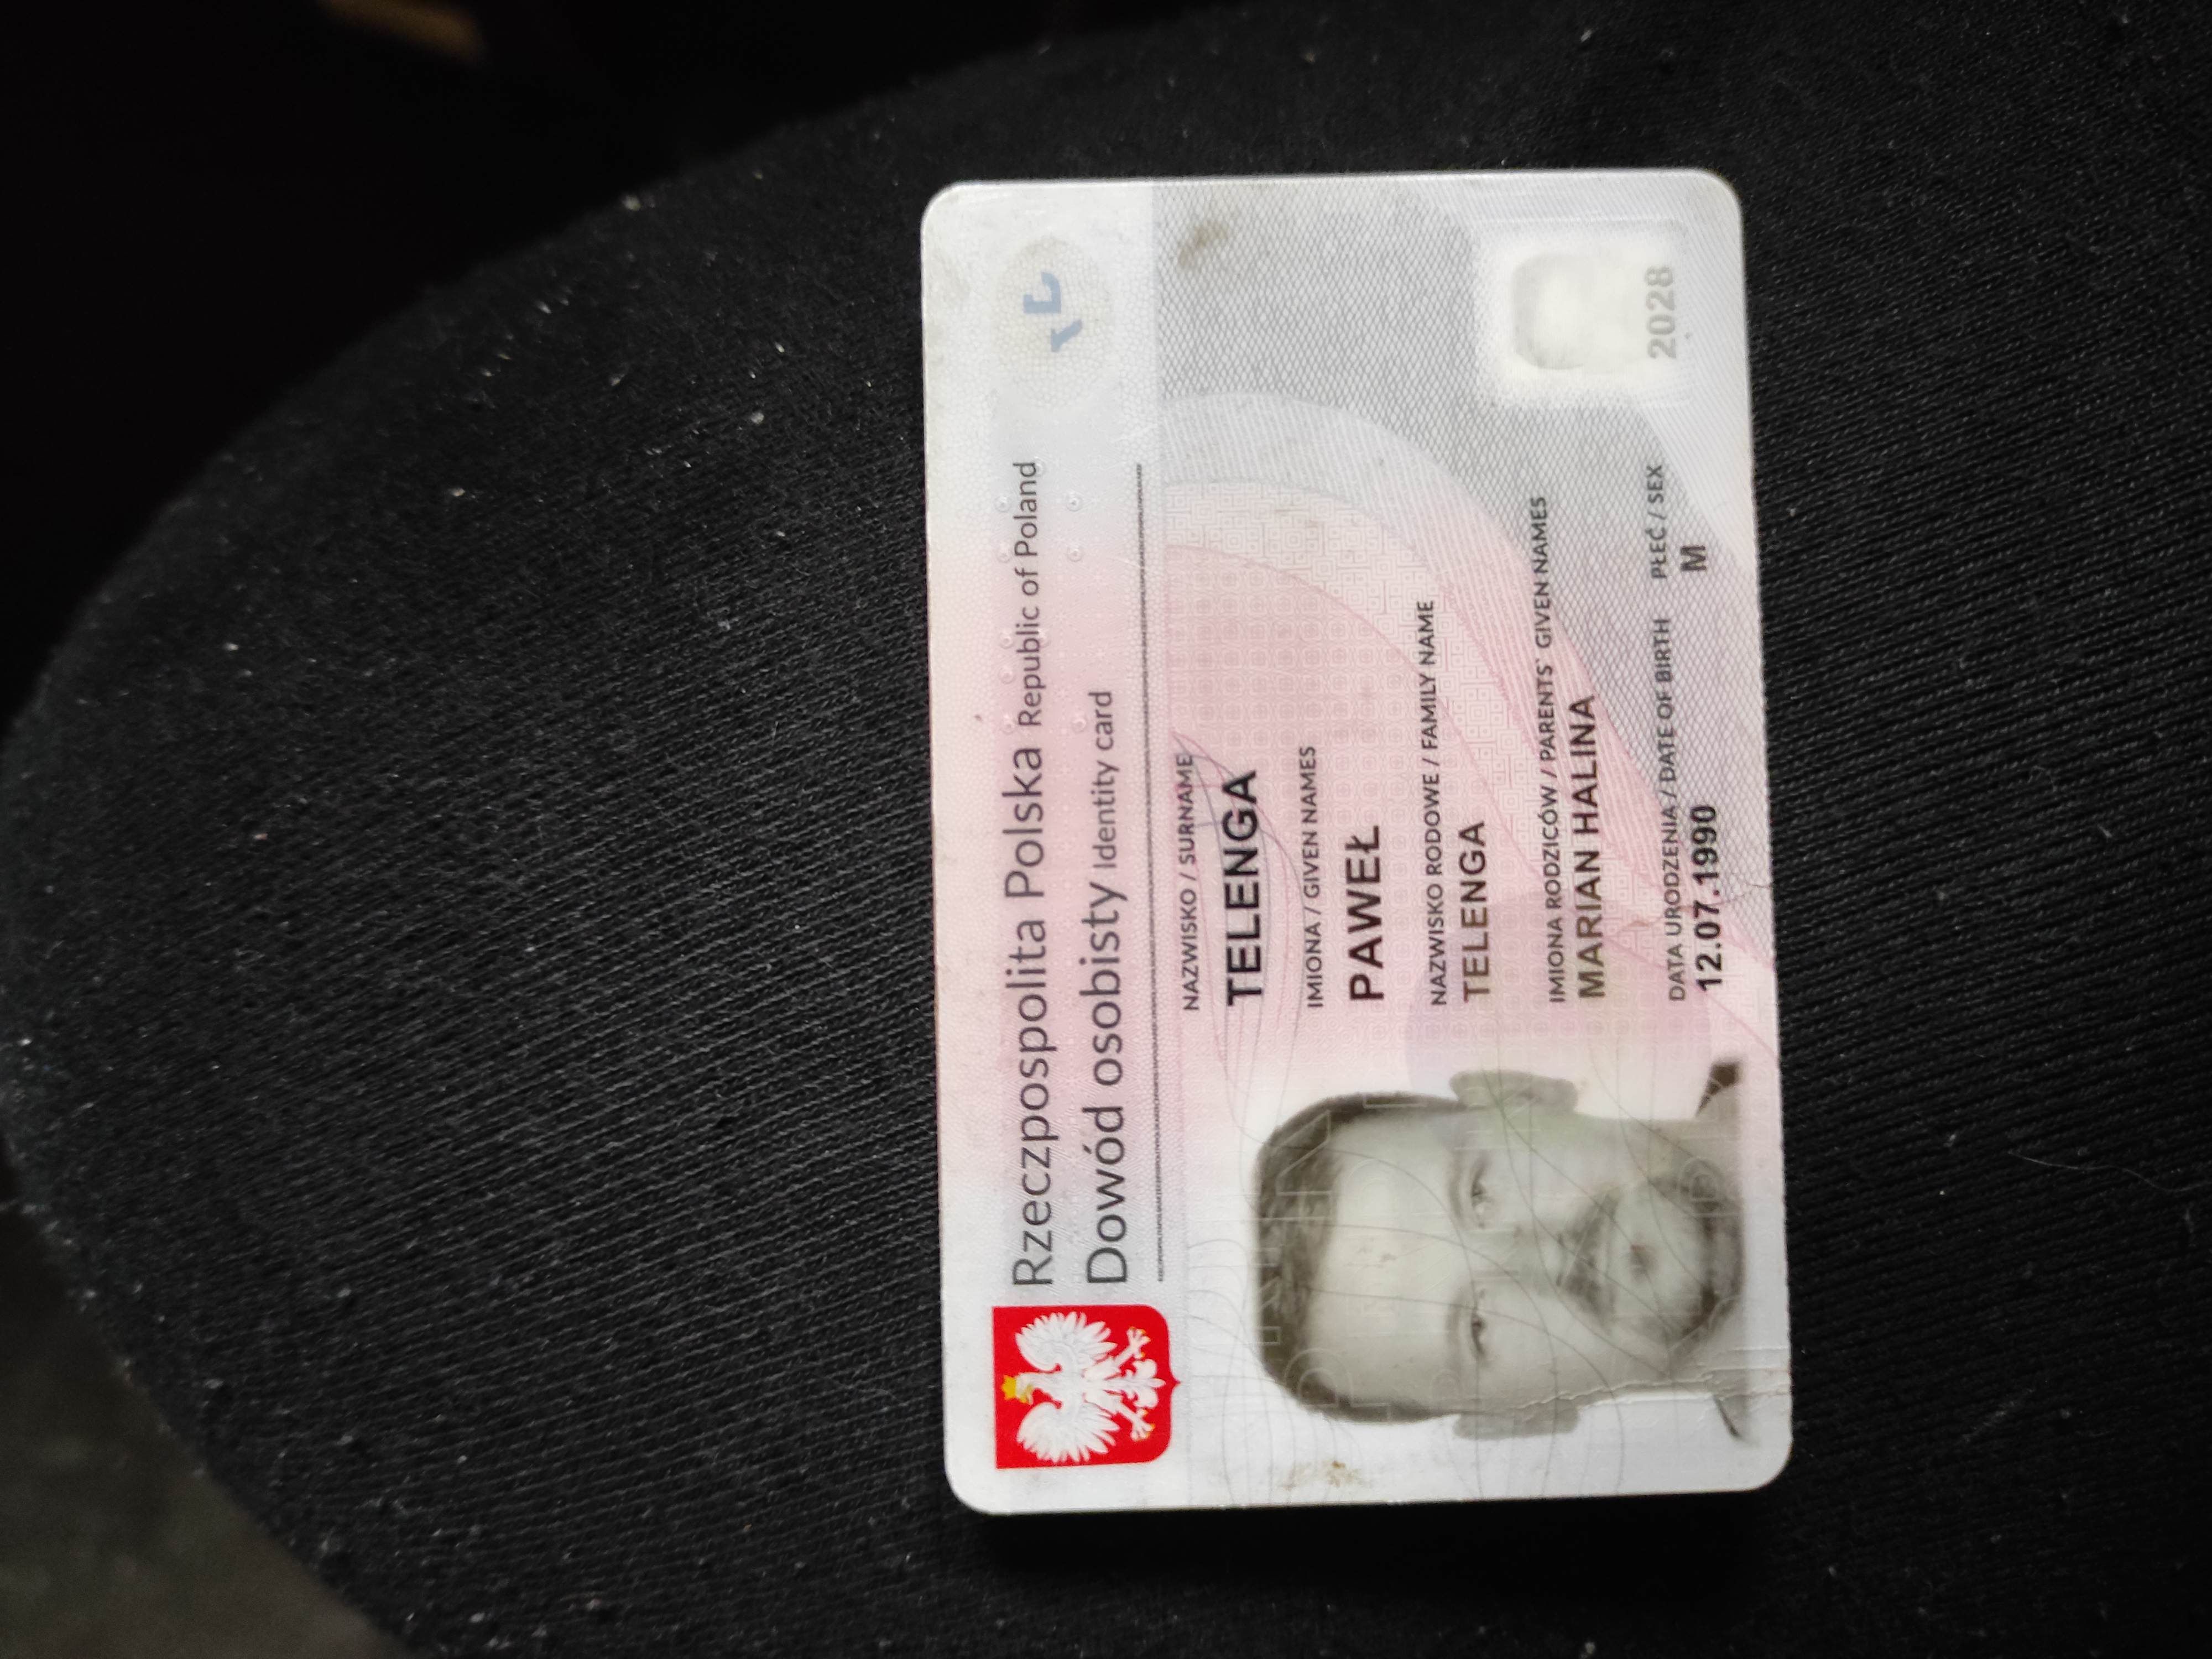 Rzeczpospolita Polska Republic of Poland
Dowód osobisty Identity card
NAZWISKO / SURNAME
TELENGA
IMIONA / GIVEN NAMES
PAWEŁ
NAZWISKO RODOWE / FAMILY NAME
TELENGA
IMIONA RODZICÓW / PARENTS` GIVEN NAMES
MARIAN HALINA
DATA URODZENIA / DATE OF BIRTH PŁEĆ / SEX
12.07.1990 M
2028